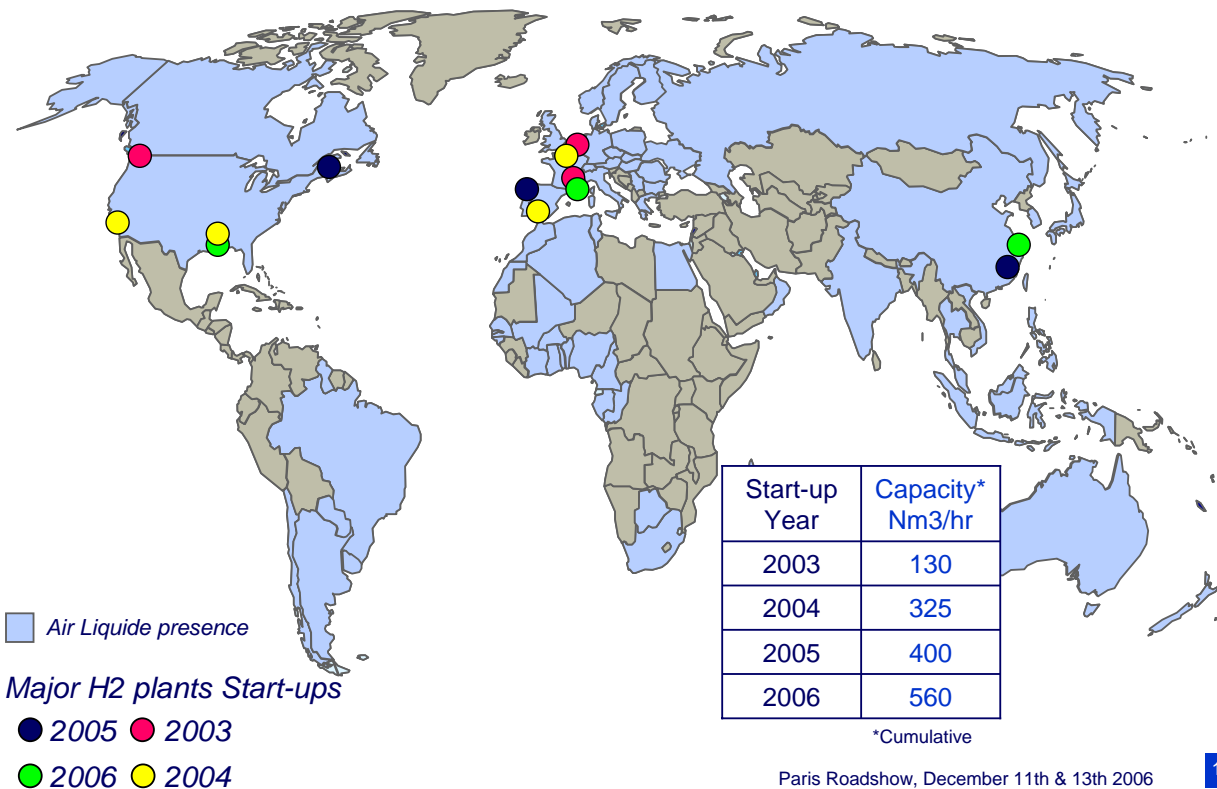 Start-up
Year
Capacity*
Nm3/hr
2003
130
2004
325
2005
400
2006
560
*Cumulative
Air Liquide presence
Major H2 plants Start-ups
2005
2003
2006
2004
Paris Roadshow, December 11th & 13th 2006